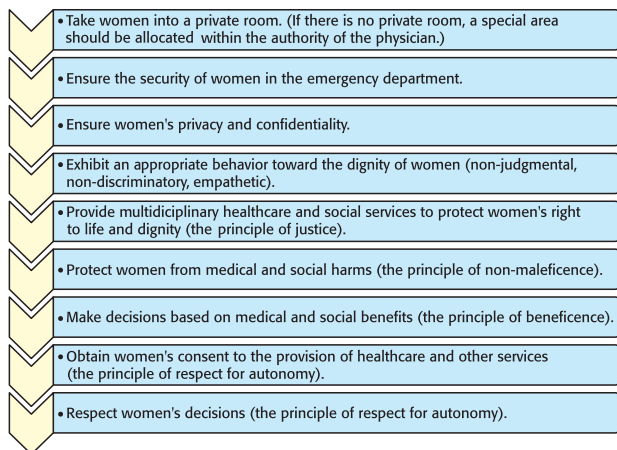 • Take women into a private room. (If there is no private room, a special area
should be allocated within the authority of the physician.)
• Ensure the security of women in the emergency department.
• Ensure women's privacy and confidentiality.
• Exhibit an appropriate behavior toward the dignity of women (non-judgmental,
non-discriminatory, empathetic).
• Provide multidiciplinary healthcare and social services to protect women's right
to life and dignity (the principle of justice).
• Protect women from medical and social harms (the principle of non-maleficence).
• Make decisions based on medical and social benefits (the principle of beneficence).
• Obtain women's consent to the provision of healthcare and other services
(the principle of respect for autonomy).
• Respect women's decisions (the principle of respect for autonomy).